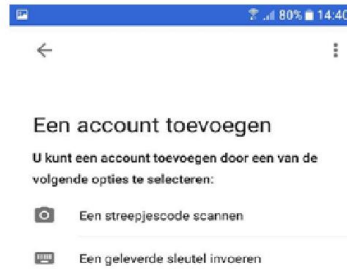 80% 14:40
Een account toevoegen
U kunt een account toevoegen door een van de
volgende opties te selecteren:
Een streepjescode scannen
Een geleverde sleutel invoeren